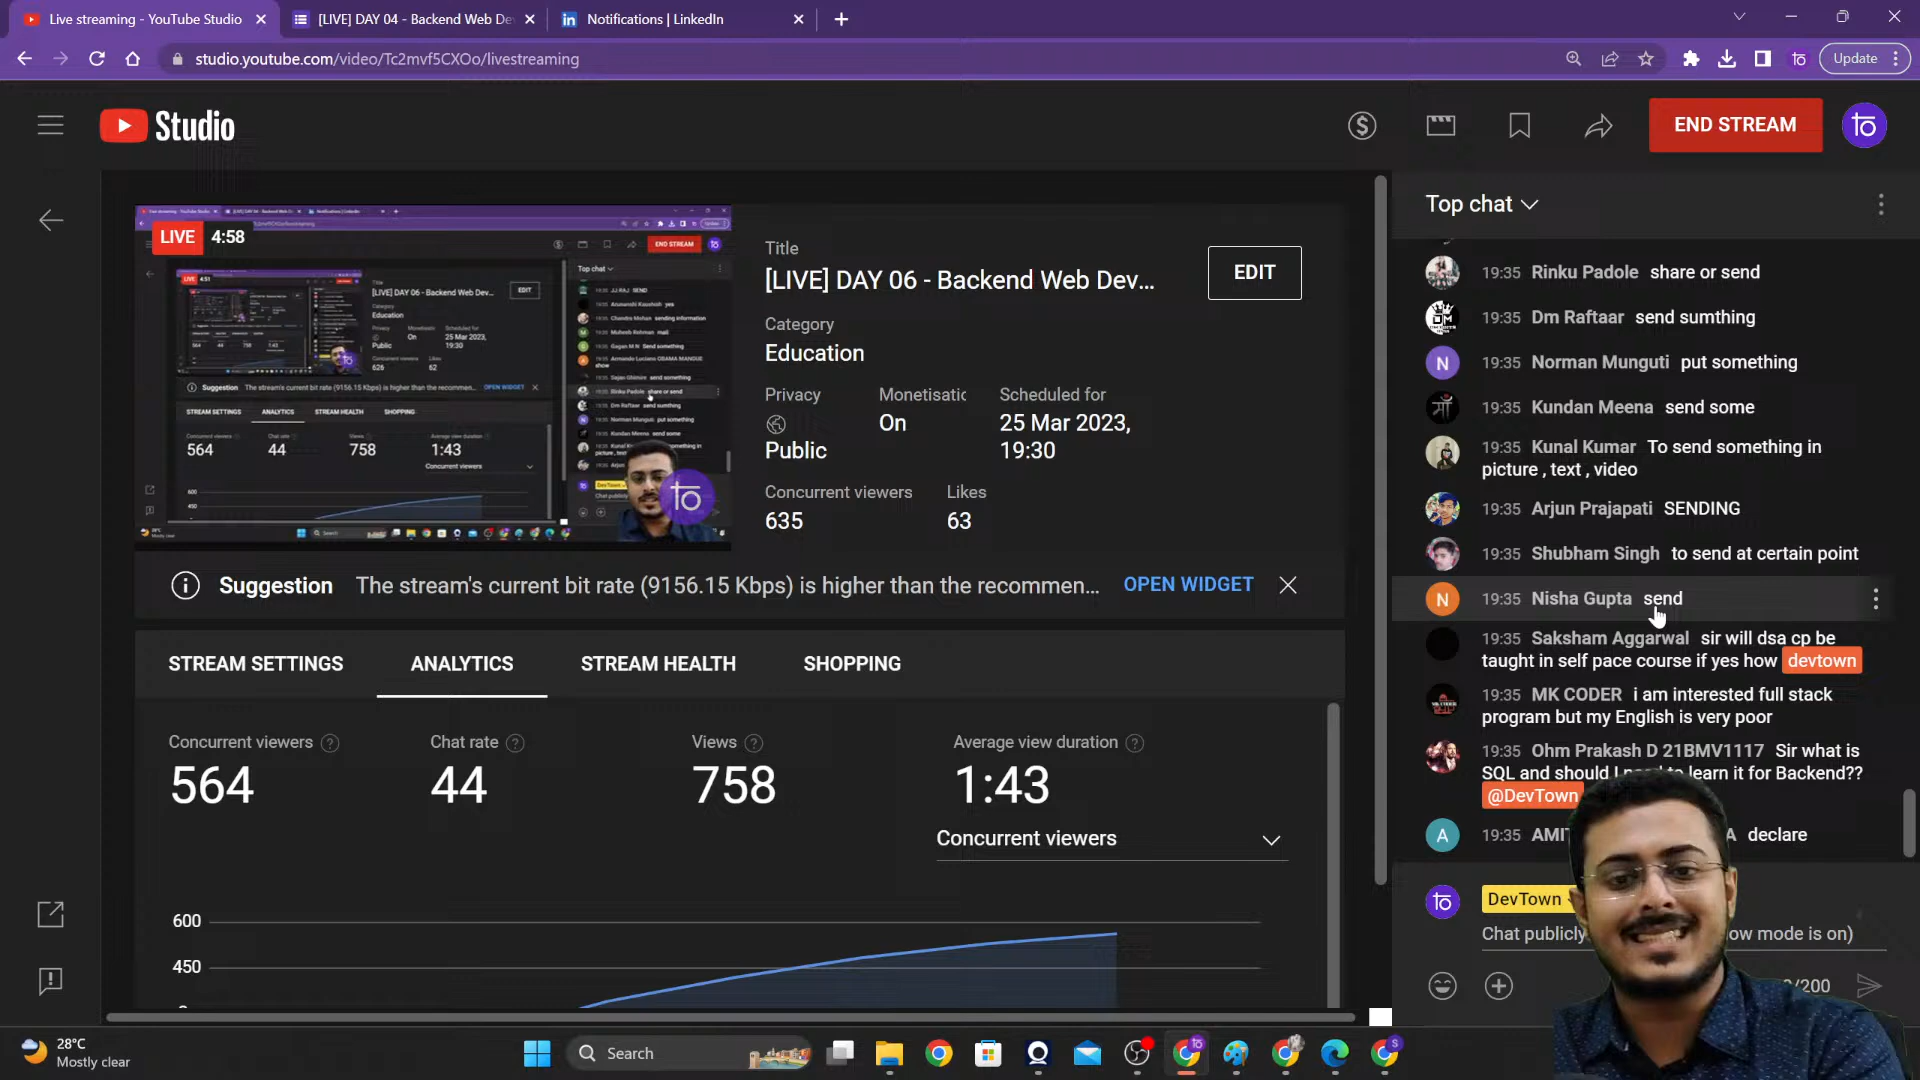 Live streaming - YouTube Studio
[LIVE] DAY 04 - Backend Web De
Notifications | LinkedIn
studio.youtube.com/video/Tc2mvf5CXOo/livestreaming
Update
Studio
END STREAM
LIVE 4:58
Title
[LIVE] DAY 06 - Backend Web Dev...
EDIT
Category
Education
Privacy
Public
Monetisatic
On
Scheduled for
25 Mar 2023,
19:30
Concurrent viewers
635
Likes
63
Suggestion The stream's current bit rate (9156.15 Kbps) is higher than the recommen... OPEN WIDGET
STREAM SETTINGS ANALYTICS STREAM HEALTH SHOPPING
Concurrent viewers
564
Chat rate
44
Views
758
Average view duration
1:43
Concurrent viewers
600
450
Top chat
19:35 Rinku Padole share or send
19:35 Dm Raftaar send sumthing
19:35 Norman Munguti put something
19:35 Kundan Meena send some
19:35 Kunal Kumar To send something in
picture , text , video
19:35 Arjun Prajapati SENDING
19:35 Shubham Singh to send at certain point
19:35 Nisha Gupta send
19:35 Saksham Aggarwal sir will dsa cp be
taught in self pace course if yes how devtown
19:35 MK CODER i am interested full stack
program but my English is very poor
19:35 Ohm Prakash D 21BMV1117 Sir what is
SQL and should I need to learn it for Backend??
@DevTown
19:35 declare
DevTown
Chat publicly ow mode is on)
/200
28°C
Mostly clear
Search